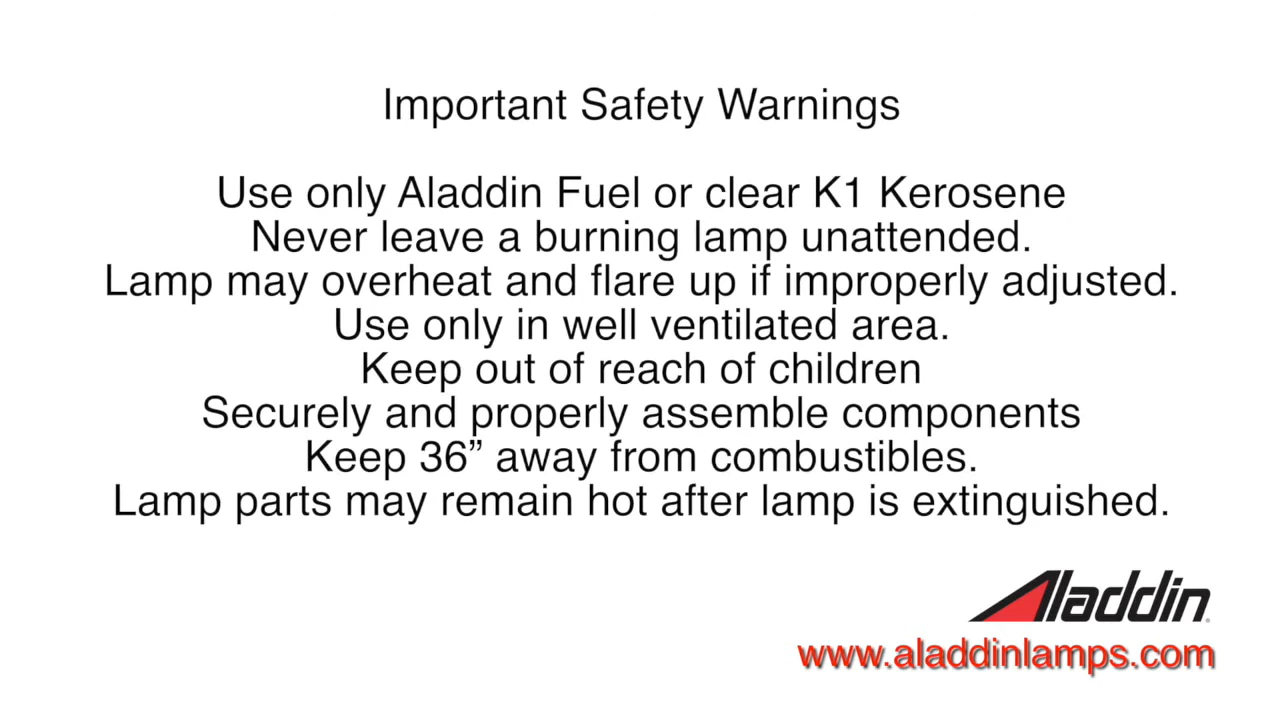 Important Safety Warnings
Use only Aladdin Fuel or clear K1 Kerosene
Never leave a burning lamp unattended.
Lamp may overheat and flare up if improperly adjusted.
Use only in well ventilated area.
Keep out of reach of children
Securely and properly assemble components
Keep 36” away from combustibles.
Lamp parts may remain hot after lamp is extinguished.
Aladdin®
www.aladdinlamps.com